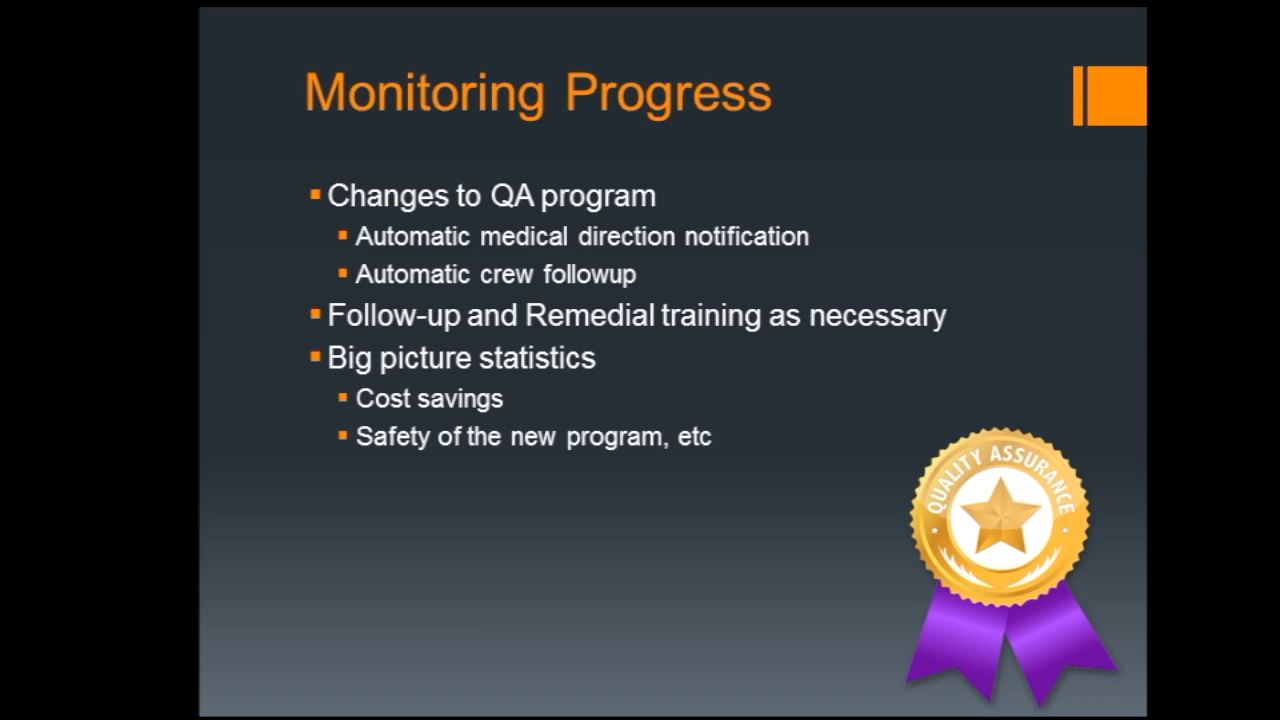 Monitoring Progress
Changes to QA program
Automatic medical direction notification
Automatic crew followup
Follow-up and Remedial training as necessary
Big picture statistics
Cost savings
Safety of the new program, etc
QUALITY ASSURANCE